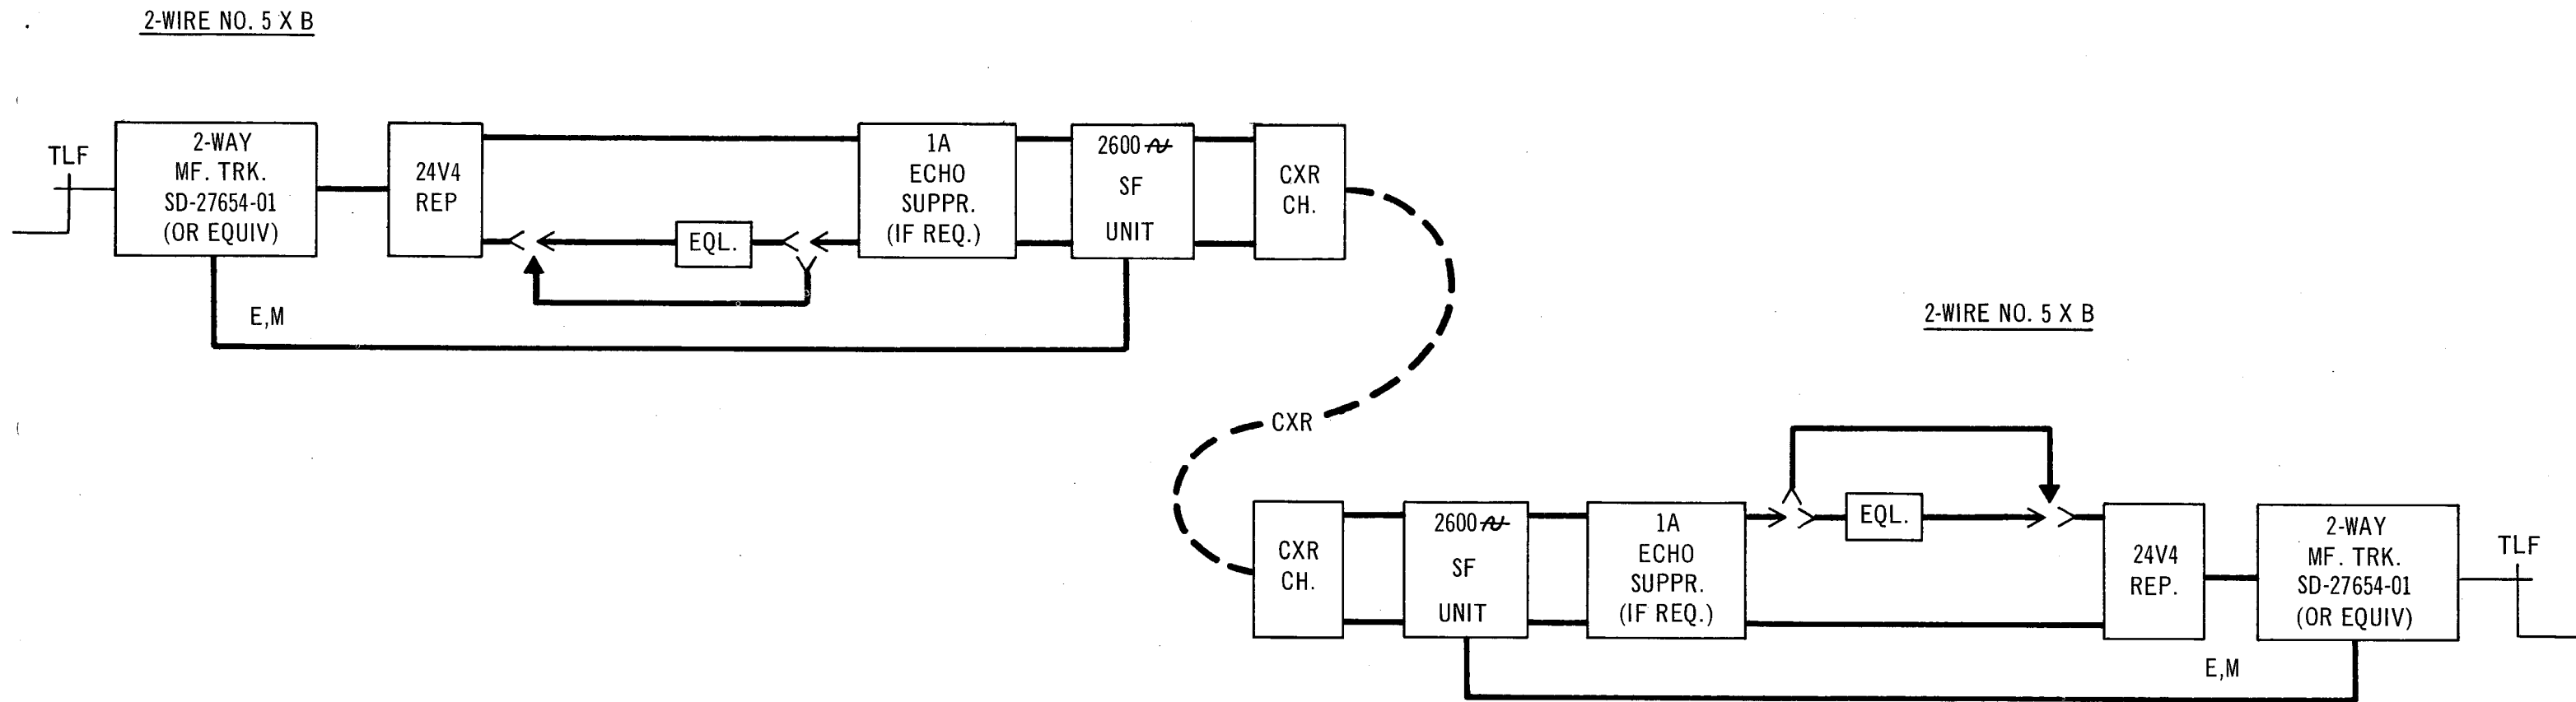 2-WIRE NO. 5 X B
TLF
2-WAY
MF. TRK.
SD-27654-01
(OR EQUIV)
24V4
REP
EQL.
1A
ECHO
SUPPR.
(IF REQ.)
2600 ∿
SF
UNIT
CXR
CH.
E,M
CXR
2-WIRE NO. 5 X B
CXR
CH.
2600 ∿
SF
UNIT
1A
ECHO
SUPPR.
(IF REQ.)
EQL.
24V4
REP.
2-WAY
MF. TRK.
SD-27654-01
(OR EQUIV)
TLF
E,M